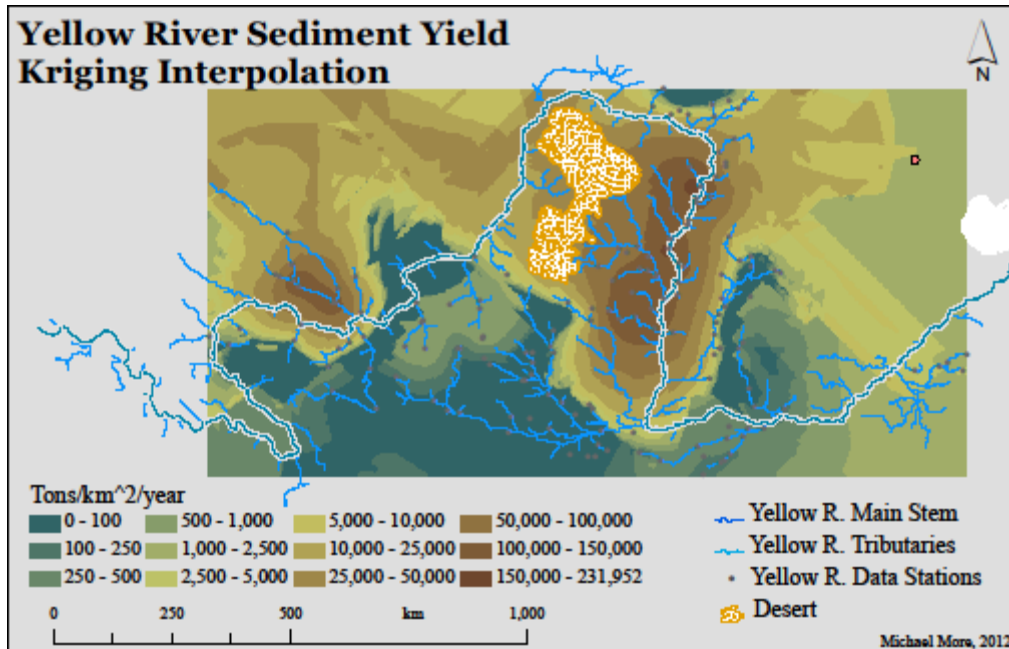 Yellow River Sediment Yield
Kriging Interpolation
N
Tons/km^2/year
0 - 100
100 - 250
250 - 500
500 - 1,000
1,000 - 2,500
2,500 - 5,000
5,000 - 10,000
10,000 - 25,000
25,000 - 50,000
50,000 - 100,000
100,000 - 150,000
150,000 - 231,952
Yellow R. Main Stem
Yellow R. Tributaries
Yellow R. Data Stations
Desert
0 250 500 km 1,000
Michael More, 2012